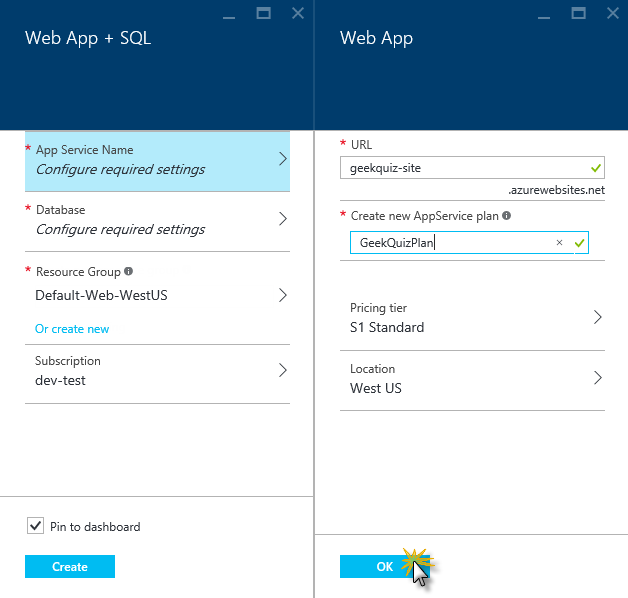 Web App + SQL
* App Service Name
Configure required settings
* Database
Configure required settings
* Resource Group
Default-Web-WestUS
Or create new
Subscription
dev-test
Pin to dashboard
Create
Web App
* URL
geekquiz-site
.azurewebsites.net
* Create new AppService plan
GeekQuizPlan
Pricing tier
S1 Standard
Location
West US
OK